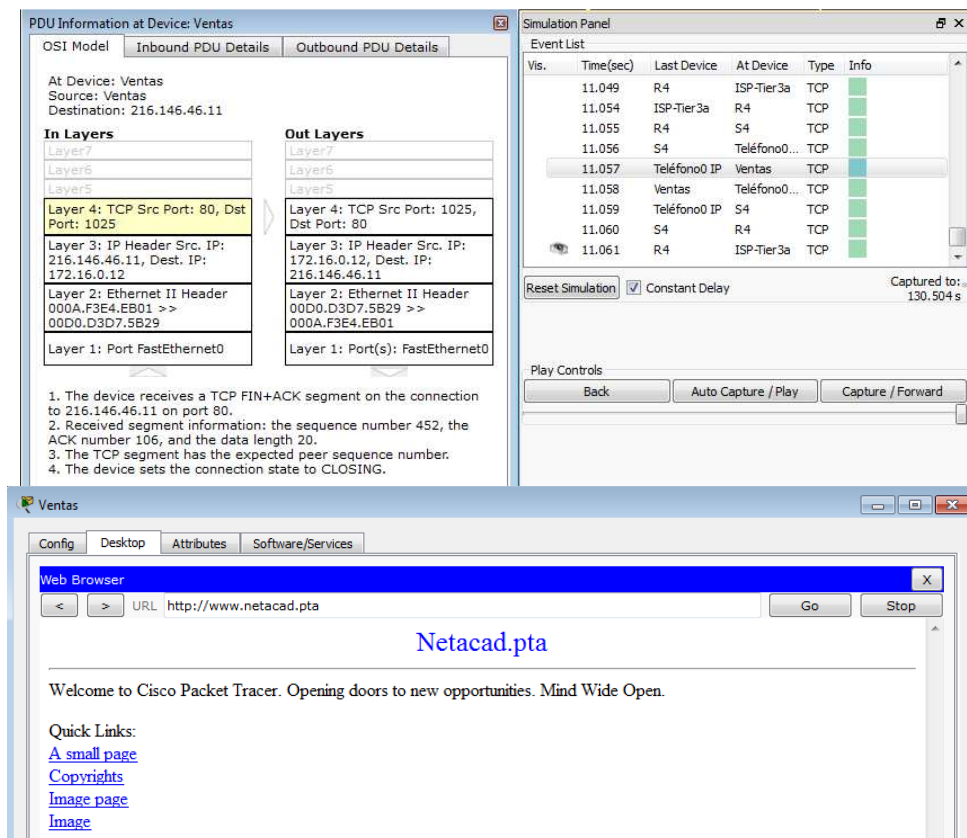 PDU Information at Device: Ventas
OSI Model Inbound PDU Details Outbound PDU Details
At Device: Ventas
Source: Ventas
Destination: 216.146.46.11
In Layers Out Layers
Layer7 Layer7
Layer6 Layer6
Layer5 Layer5
Layer 4: TCP Src Port: 80, Dst
Port: 1025
Layer 4: TCP Src Port: 1025,
Dst Port: 80
Layer 3: IP Header Src. IP:
216.146.46.11, Dest. IP:
172.16.0.12
Layer 3: IP Header Src. IP:
172.16.0.12, Dest. IP:
216.146.46.11
Layer 2: Ethernet II Header
000A.F3E4.EB01 >>
00D0.D3D7.5B29
Layer 2: Ethernet II Header
00D0.D3D7.5B29 >>
000A.F3E4.EB01
Layer 1: Port FastEthernet0
Layer 1: Port(s): FastEthernet0
1. The device receives a TCP FIN+ACK segment on the connection
to 216.146.46.11 on port 80.
2. Received segment information: the sequence number 452, the
ACK number 106, and the data length 20.
3. The TCP segment has the expected peer sequence number.
4. The device sets the connection state to CLOSING.
Simulation Panel
Event List
Vis. Time(sec) Last Device At Device Type Info
11.049 R4 ISP-Tier3a TCP
11.054 ISP-Tier3a R4 TCP
11.055 R4 S4 TCP
11.056 S4 Teléfono0... TCP
11.057 Teléfono0 IP Ventas TCP
11.058 Ventas Teléfono0... TCP
11.059 Teléfono0 IP S4 TCP
11.060 S4 R4 TCP
11.061 R4 ISP-Tier3a TCP
Reset Simulation Constant Delay
Captured to:
130.504 s
Play Controls
Back Auto Capture / Play Capture / Forward
Ventas
Config Desktop Attributes Software/Services
Web Browser X
< > URL http://www.netacad.pta Go Stop
Netacad.pta
Welcome to Cisco Packet Tracer. Opening doors to new opportunities. Mind Wide Open.
Quick Links:
A small page
Copyrights
Image page
Image